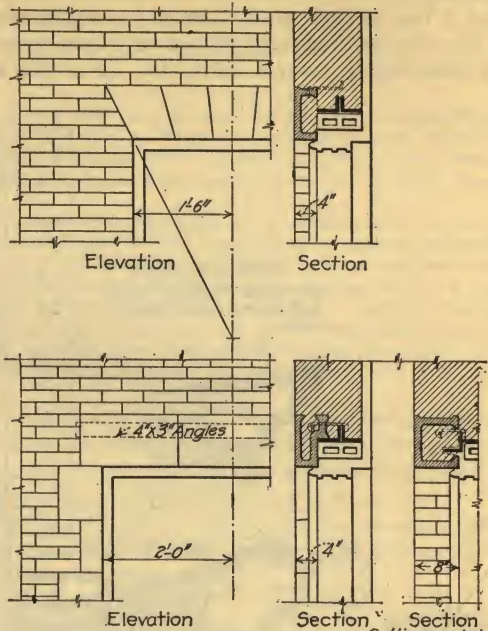 1'-6"
4"
Elevation
Section
4"x3" Angles
2'-0"
4"
8"
Elevation
Section
Section